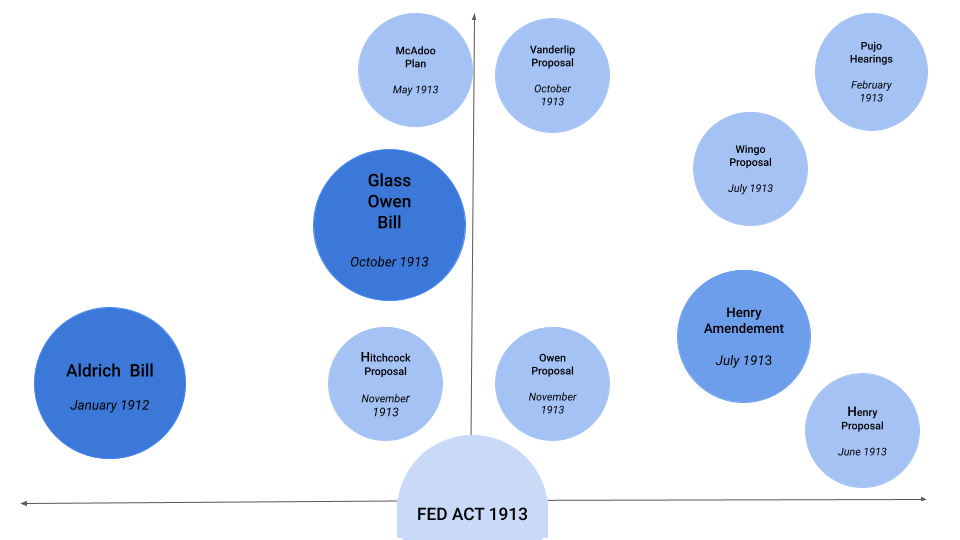 McAdoo
Plan
May 1913
Vanderlip
Proposal
October
1913
Pujo
Hearings
February
1913
Wingo
Proposal
July 1913
Glass
Owen
Bill
October 1913
Henry
Amendement
July 1913
Aldrich Bill
January 1912
Hitchcock
Proposal
November
1913
Owen
Proposal
November
1913
Henry
Proposal
June 1913
FED ACT 1913